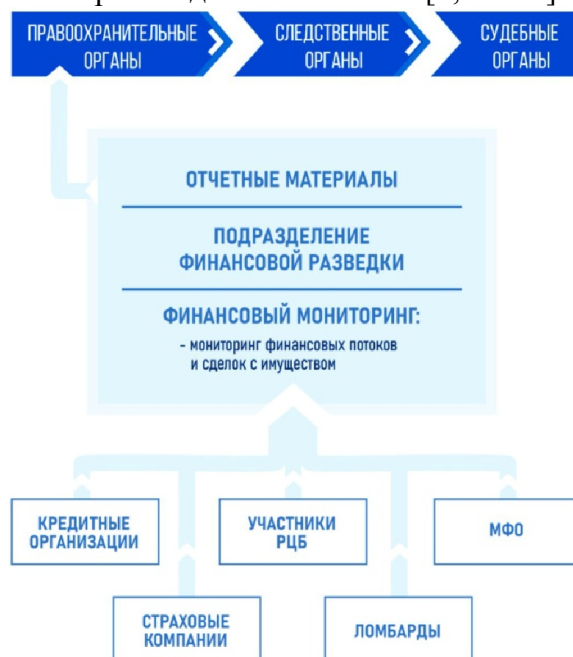 ПРАВООХРАНИТЕЛЬНЫЕ
ОРГАНЫ
СЛЕДСТВЕННЫЕ
ОРГАНЫ
СУДЕБНЫЕ
ОРГАНЫ
ОТЧЕТНЫЕ МАТЕРИАЛЫ
ПОДРАЗДЕЛЕНИЕ
ФИНАНСОВОЙ РАЗВЕДКИ
ФИНАНСОВЫЙ МОНИТОРИНГ:
- мониторинг финансовых потоков
и сделок с имуществом
КРЕДИТНЫЕ
ОРГАНИЗАЦИИ
УЧАСТНИКИ
РЦБ
МФО
СТРАХОВЫЕ
КОМПАНИИ
ЛОМБАРДЫ